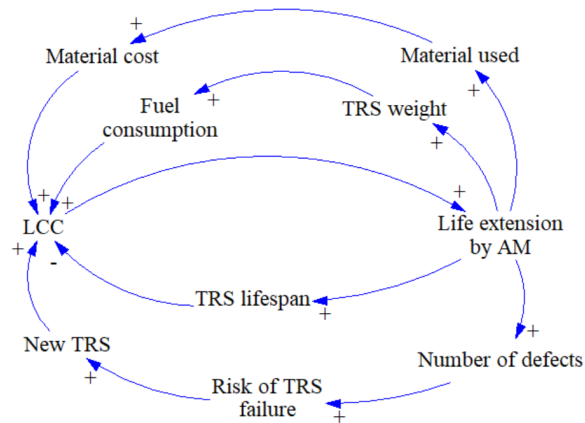 +
Material cost
Material used
+
Fuel
consumption
+
TRS weight
+
+
+
+
LCC
Life extension
by AM
+
-
TRS lifespan
+
New TRS
+
Number of defects
+
Risk of TRS
failure
+